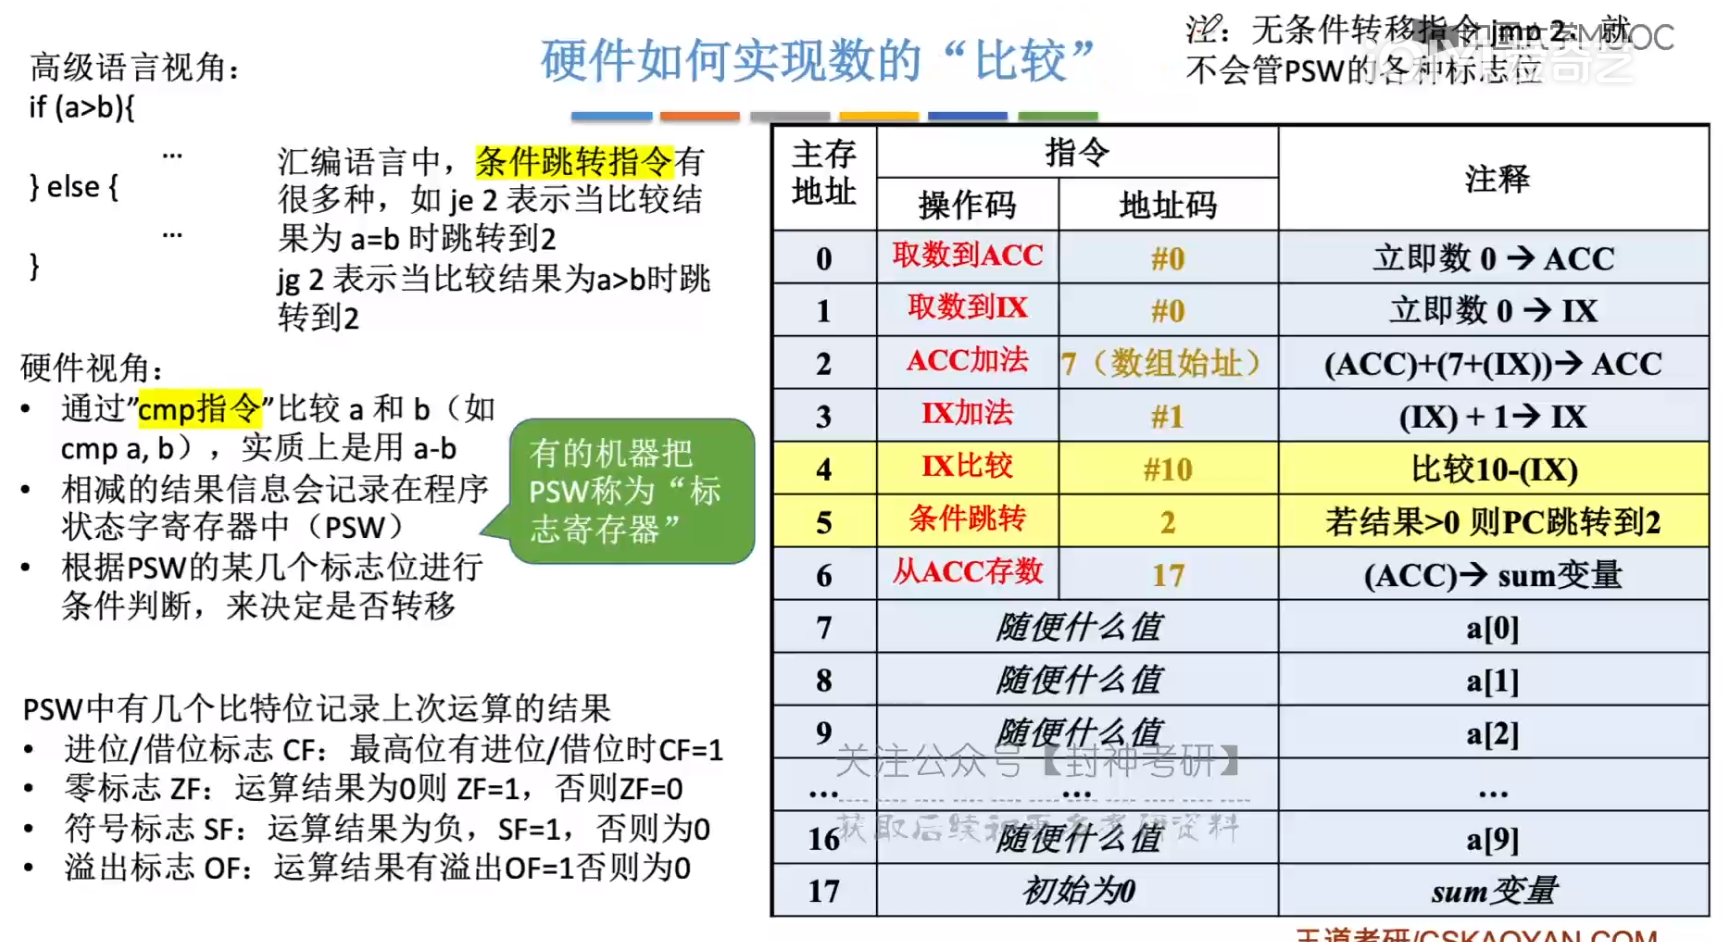 硬件如何实现数的“比较”
注：无条件转移指令 jmp 2，就
不会管PSW的各种标志位
中国大学MOOC
高级语言视角：
if (a>b){
...
} else {
...
}
汇编语言中，条件跳转指令有
很多种，如 je 2 表示当比较结
果为 a=b 时跳转到2
jg 2 表示当比较结果为a>b时跳
转到2
硬件视角：
• 通过”cmp指令”比较 a 和 b（如
cmp a, b），实质上是用 a-b
• 相减的结果信息会记录在程序
状态字寄存器中（PSW）
• 根据PSW的某几个标志位进行
条件判断，来决定是否转移
有的机器把
PSW称为“标
志寄存器”
PSW中有几个比特位记录上次运算的结果
• 进位/借位标志 CF：最高位有进位/借位时CF=1
• 零标志 ZF：运算结果为0则 ZF=1，否则ZF=0
• 符号标志 SF：运算结果为负，SF=1，否则为0
• 溢出标志 OF：运算结果有溢出OF=1否则为0
主存地址 指令 注释
操作码 地址码
0 取数到ACC #0 立即数 0 → ACC
1 取数到IX #0 立即数 0 → IX
2 ACC加法 7（数组始址） (ACC)+(7+(IX))→ ACC
3 IX加法 #1 (IX) + 1→ IX
4 IX比较 #10 比较10-(IX)
5 条件跳转 2 若结果>0 则PC跳转到2
6 从ACC存数 17 (ACC)→ sum变量
7 随便什么值 a[0]
8 随便什么值 a[1]
9 随便什么值 a[2]
关注公众号【封神考研】
... ... ...
16 随便什么值 a[9]
17 初始为0 sum变量
王道考研/CSKAOYAN.COM